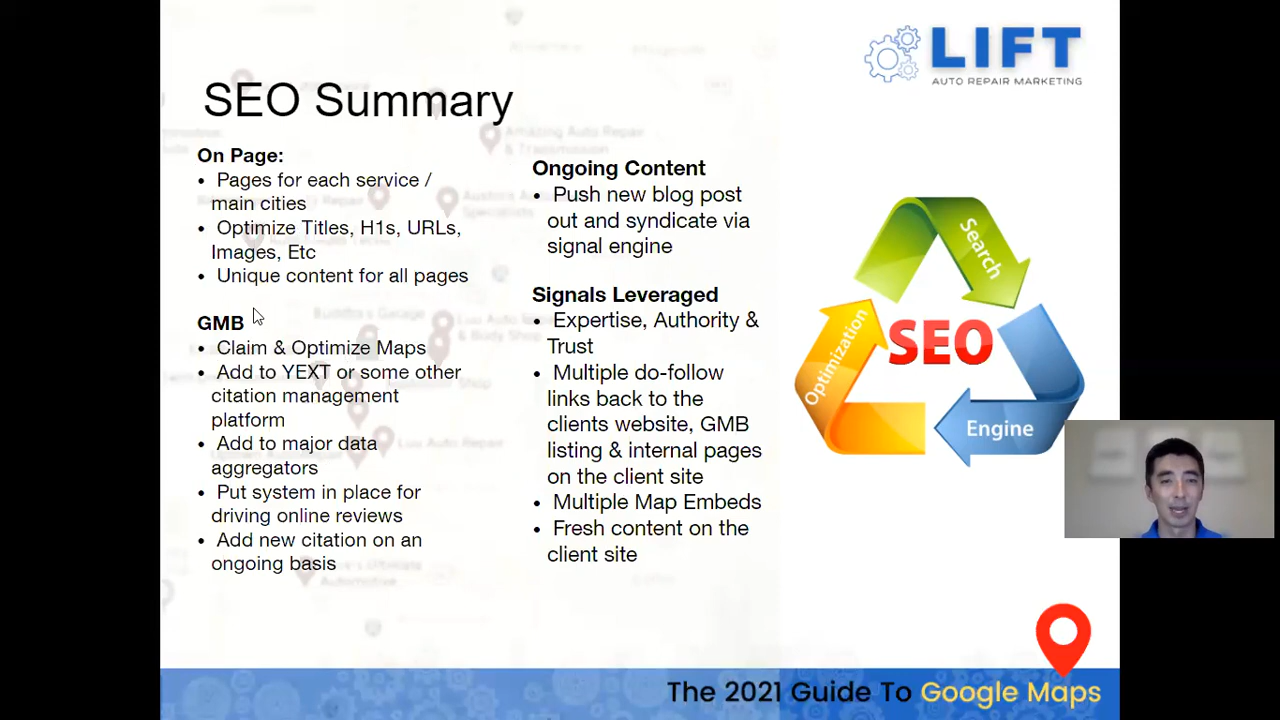 LIFT
AUTO REPAIR MARKETING
SEO Summary
On Page:
• Pages for each service /
main cities
• Optimize Titles, H1s, URLs,
Images, Etc
• Unique content for all pages
GMB
• Claim & Optimize Maps
• Add to YEXT or some other
citation management
platform
• Add to major data
aggregators
• Put system in place for
driving online reviews
• Add new citation on an
ongoing basis
Ongoing Content
• Push new blog post
out and syndicate via
signal engine
Signals Leveraged
• Expertise, Authority &
Trust
• Multiple do-follow
links back to the
clients website, GMB
listing & internal pages
on the client site
• Multiple Map Embeds
• Fresh content on the
client site
Search
SEO
Optimization
Engine
Amazing Auto Repair
& Transmission
The 2021 Guide To Google Maps